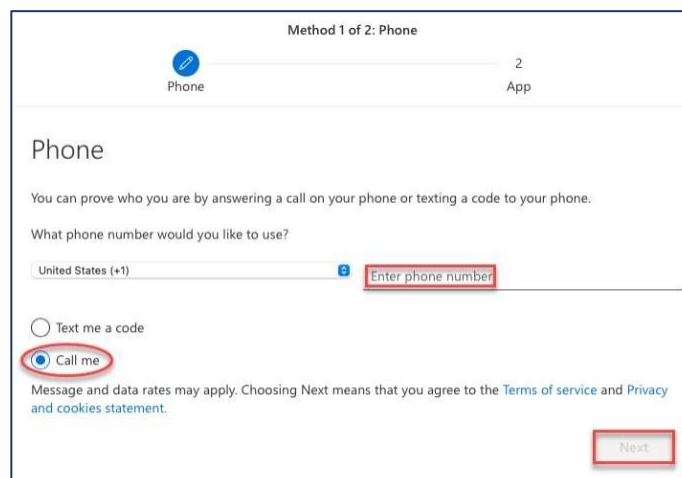 Method 1 of 2: Phone
2
Phone
App
Phone
You can prove who you are by answering a call on your phone or texting a code to your phone.
What phone number would you like to use?
United States (+1)
Enter phone number
Text me a code
Call me
Message and data rates may apply. Choosing Next means that you agree to the Terms of service and Privacy
and cookies statement.
Next